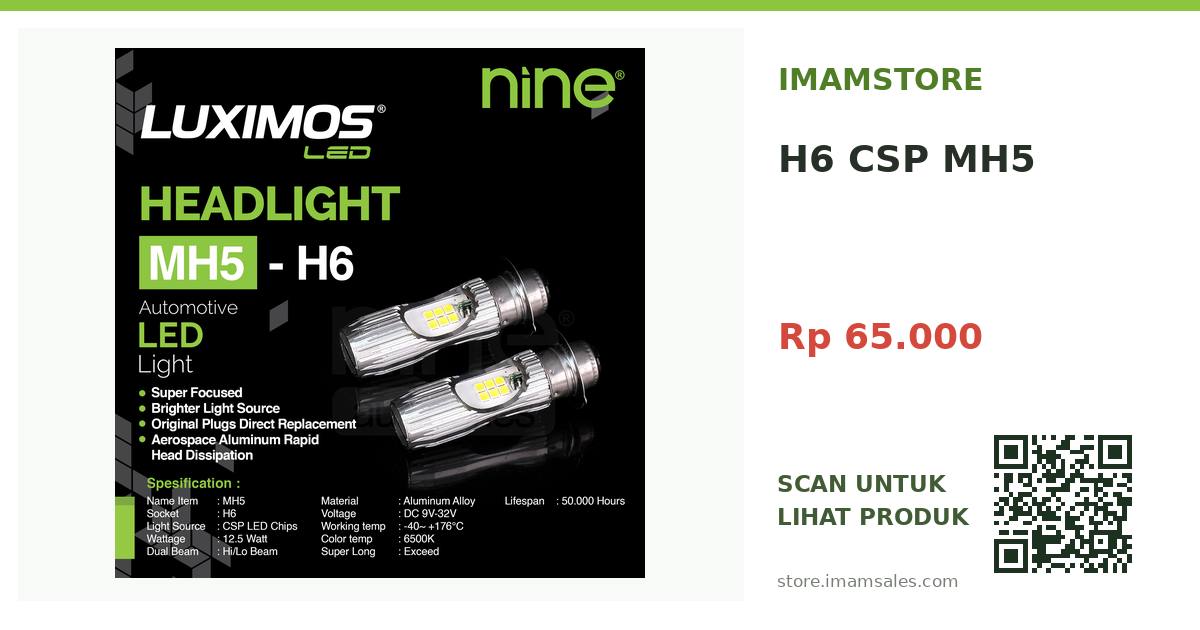 nine®
LUXIMOS®
LED
HEADLIGHT
MH5 - H6
Automotive
LED
Light
Super Focused
Brighter Light Source
Original Plugs Direct Replacement
Aerospace Aluminum Rapid
Head Dissipation
Spesification :
Name Item : MH5 Material : Aluminum Alloy Lifespan : 50.000 Hours
Socket : H6 Voltage : DC 9V-32V
Light Source : CSP LED Chips Working temp : -40~ +176°C
Wattage : 12.5 Watt Color temp : 6500K
Dual Beam : Hi/Lo Beam Super Long : Exceed
IMAMSTORE
H6 CSP MH5
Rp 65.000
SCAN UNTUK
LIHAT PRODUK
store.imamsales.com